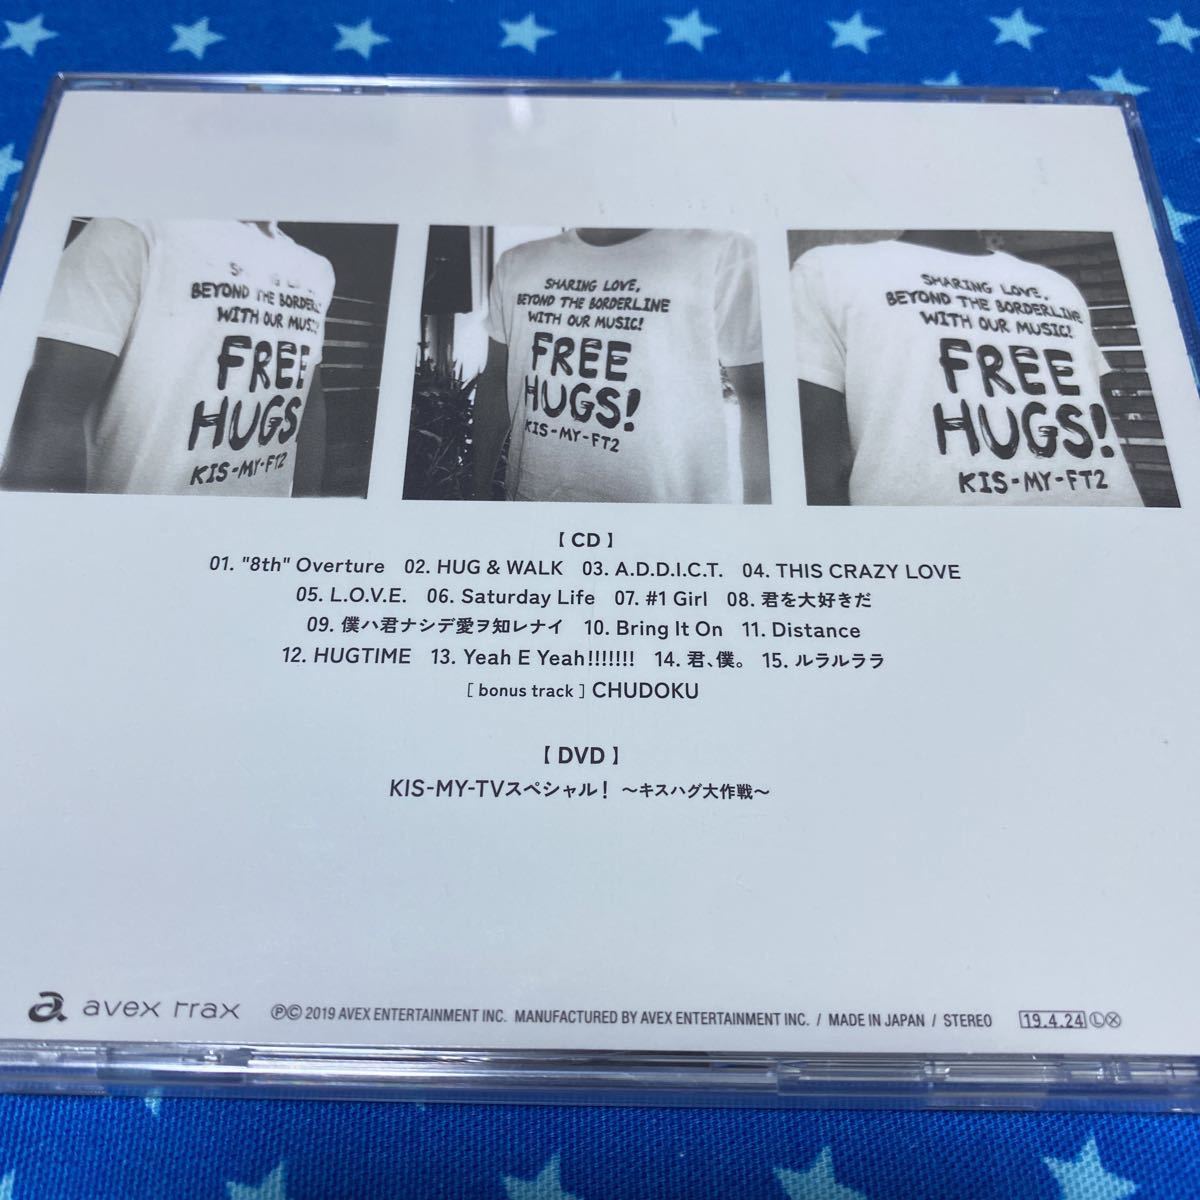 SHARING LOVE,
BEYOND THE BORDERLINE
WITH OUR MUSIC!
FREE
HUGS!
KIS-MY-FT2
SHARING LOVE,
BEYOND THE BORDERLINE
WITH OUR MUSIC!
FREE
HUGS!
KIS-MY-FT2
SHARING LOVE,
BEYOND THE BORDERLINE
WITH OUR MUSIC!
FREE
HUGS!
KIS-MY-FT2
【 CD 】
01. "8th" Overture 02. HUG & WALK 03. A.D.D.I.C.T. 04. THIS CRAZY LOVE
05. L.O.V.E. 06. Saturday Life 07. #1 Girl 08. 君を大好きだ
09. 僕ハ君ナシデ愛ヲ知レナイ 10. Bring It On 11. Distance
12. HUGTIME 13. Yeah E Yeah!!!!!!! 14. 君、僕。 15. ルラルララ
[ bonus track ] CHUDOKU
【 DVD 】
KIS-MY-TVスペシャル! 〜キスハグ大作戦〜
a avex trax ℗© 2019 AVEX ENTERTAINMENT INC. MANUFACTURED BY AVEX ENTERTAINMENT INC. / MADE IN JAPAN / STEREO 19.4.24 Ⓛ Ⓧ